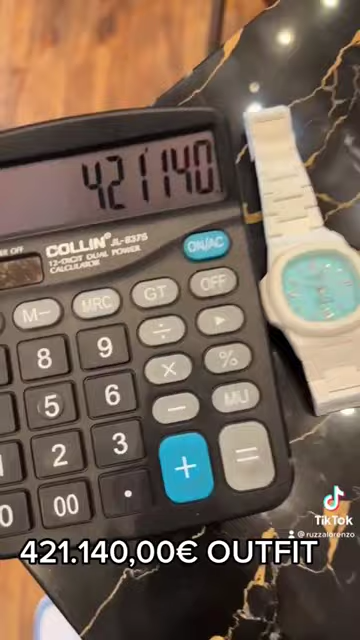 421140
OFF
COLLIN JL-837S
12-DIGIT DUAL POWER
CALCULATOR
ON/AC
M- MRC GT OFF
8 9 ÷ ▶
5 6 × %
2 3 − MU
0 00 . + =
TikTok
@ruzzalorenzo
421.140,00€ OUTFIT